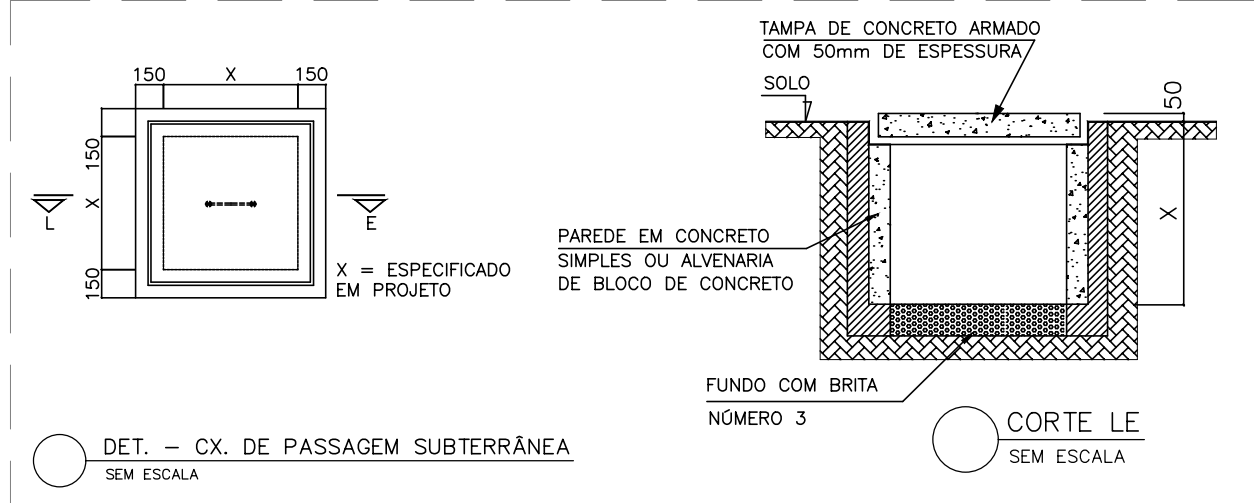 150
X
150
150
X
150
L
E
X = ESPECIFICADO
EM PROJETO
DET. – CX. DE PASSAGEM SUBTERRÂNEA
SEM ESCALA
TAMPA DE CONCRETO ARMADO
COM 50mm DE ESPESSURA
SOLO
50
X
PAREDE EM CONCRETO
SIMPLES OU ALVENARIA
DE BLOCO DE CONCRETO
FUNDO COM BRITA
NÚMERO 3
CORTE LE
SEM ESCALA